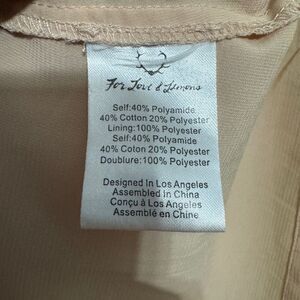 For Love & Lemons
Self:40% Polyamide
40% Cotton 20% Polyester
Lining:100% Polyester
Self:40% Polyamide
40% Coton 20% Polyester
Doublure:100% Polyester
Designed in Los Angeles
Assembled in China
Conçu à Los Angeles
Assemblé en Chine